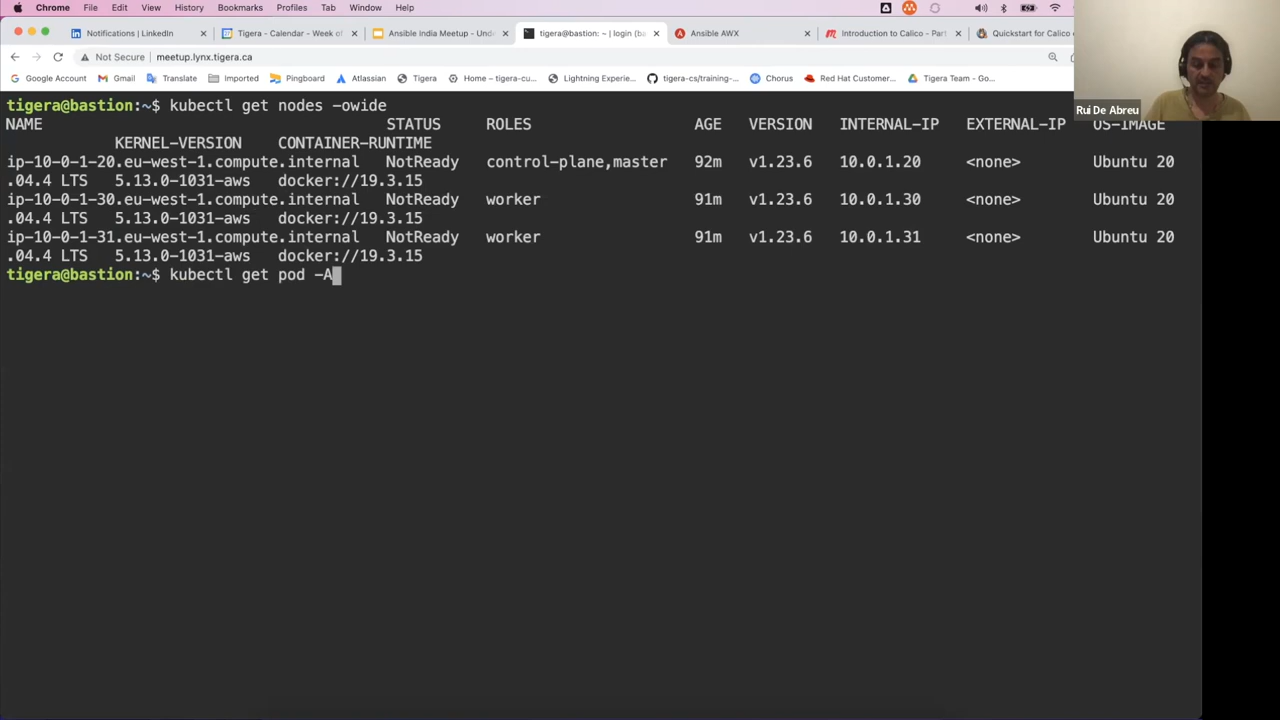 Chrome File Edit View History Bookmarks Profiles Tab Window Help
Notifications | LinkedIn
Tigera - Calendar - Week of
Ansible India Meetup - Und
tigera@bastion: ~ | login (ba
Ansible AWX
Introduction to Calico - Part
Quickstart for Calico o
Not Secure meetup.lynx.tigera.ca
Google Account Gmail Translate Imported Pingboard Atlassian Tigera Home – tigera-cu... Lightning Experie... tigera-cs/training-... Chorus Red Hat Customer... Tigera Team - Go...
Rui De Abreu
tigera@bastion:~$ kubectl get nodes -owide
NAME STATUS ROLES AGE VERSION INTERNAL-IP EXTERNAL-IP OS-IMAGE
KERNEL-VERSION CONTAINER-RUNTIME
ip-10-0-1-20.eu-west-1.compute.internal NotReady control-plane,master 92m v1.23.6 10.0.1.20 <none> Ubuntu 20
.04.4 LTS 5.13.0-1031-aws docker://19.3.15
ip-10-0-1-30.eu-west-1.compute.internal NotReady worker 91m v1.23.6 10.0.1.30 <none> Ubuntu 20
.04.4 LTS 5.13.0-1031-aws docker://19.3.15
ip-10-0-1-31.eu-west-1.compute.internal NotReady worker 91m v1.23.6 10.0.1.31 <none> Ubuntu 20
.04.4 LTS 5.13.0-1031-aws docker://19.3.15
tigera@bastion:~$ kubectl get pod -A